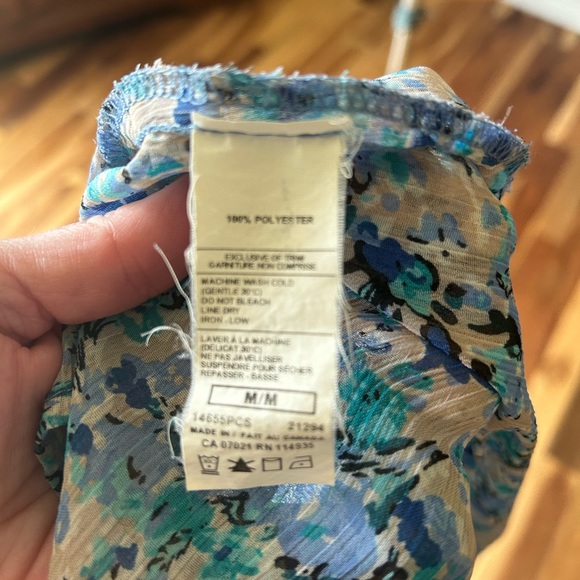 100% POLYESTER
EXCLUSIVE OF TRIM
GARNITURE NON COMPRISE
MACHINE WASH COLD
(GENTLE 30°C)
DO NOT BLEACH
LINE DRY
IRON - LOW
LAVER À LA MACHINE
(DÉLICAT 30°C)
NE PAS JAVELLISER
SUSPENDRE POUR SÉCHER
REPASSER - BASSE
M/M
14655PCS 21294
MADE IN / FAIT AU CANADA
CA 07021 RN 114935